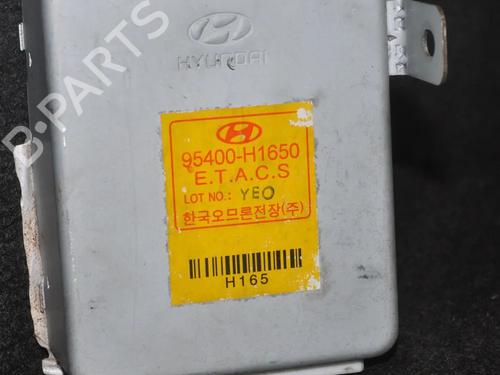 HYUNDAI
95400-H1650
E.T.A.C.S
LOT NO.: YEO
한국오므론전장(주)
H165
B-PARTS